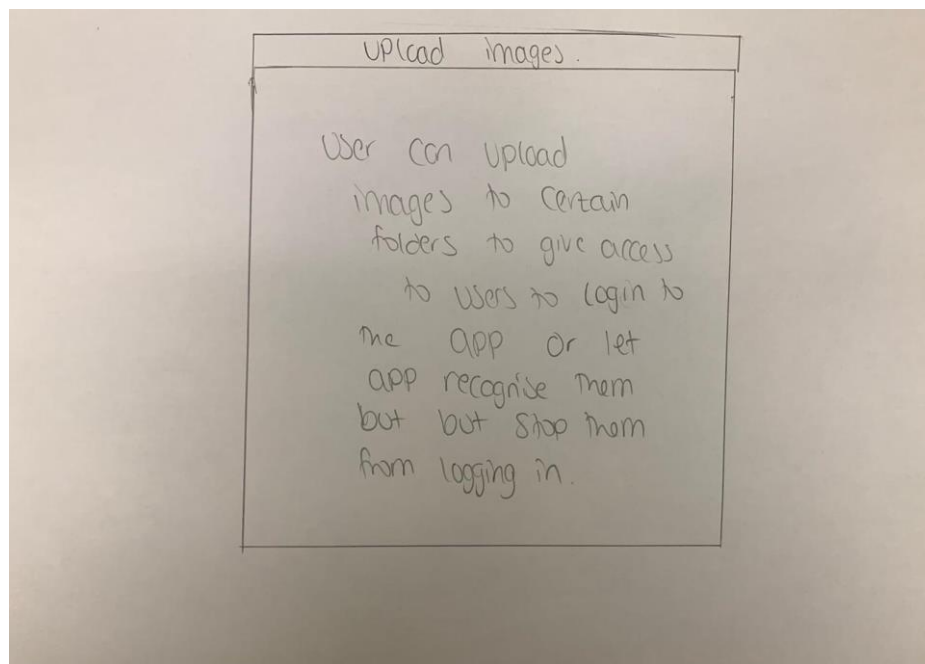 Upload images.
User can upload
images to certain
folders to give access
to users to login to
the app or let
app recognise them
but but stop them
from logging in.